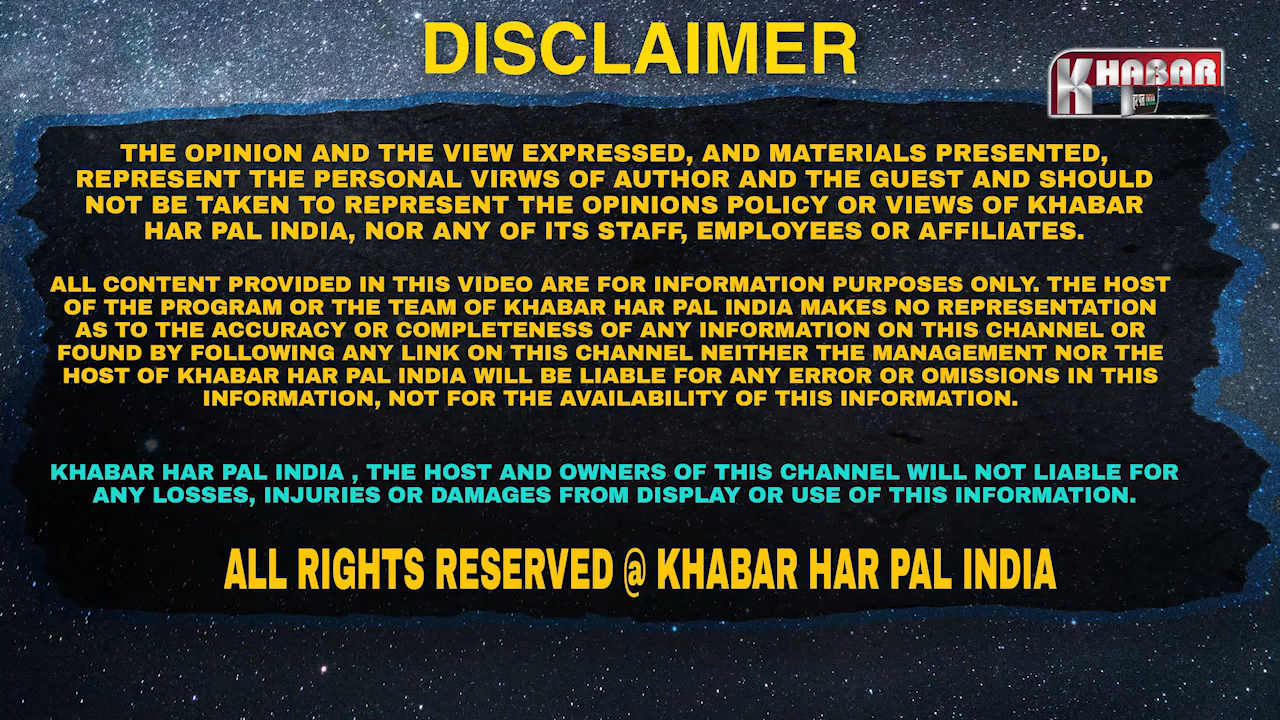 DISCLAIMER
KHABAR
THE OPINION AND THE VIEW EXPRESSED, AND MATERIALS PRESENTED,
REPRESENT THE PERSONAL VIRWS OF AUTHOR AND THE GUEST AND SHOULD
NOT BE TAKEN TO REPRESENT THE OPINIONS POLICY OR VIEWS OF KHABAR
HAR PAL INDIA, NOR ANY OF ITS STAFF, EMPLOYEES OR AFFILIATES.
ALL CONTENT PROVIDED IN THIS VIDEO ARE FOR INFORMATION PURPOSES ONLY. THE HOST
OF THE PROGRAM OR THE TEAM OF KHABAR HAR PAL INDIA MAKES NO REPRESENTATION
AS TO THE ACCURACY OR COMPLETENESS OF ANY INFORMATION ON THIS CHANNEL OR
FOUND BY FOLLOWING ANY LINK ON THIS CHANNEL NEITHER THE MANAGEMENT NOR THE
HOST OF KHABAR HAR PAL INDIA WILL BE LIABLE FOR ANY ERROR OR OMISSIONS IN THIS
INFORMATION, NOT FOR THE AVAILABILITY OF THIS INFORMATION.
KHABAR HAR PAL INDIA , THE HOST AND OWNERS OF THIS CHANNEL WILL NOT LIABLE FOR
ANY LOSSES, INJURIES OR DAMAGES FROM DISPLAY OR USE OF THIS INFORMATION.
ALL RIGHTS RESERVED @ KHABAR HAR PAL INDIA